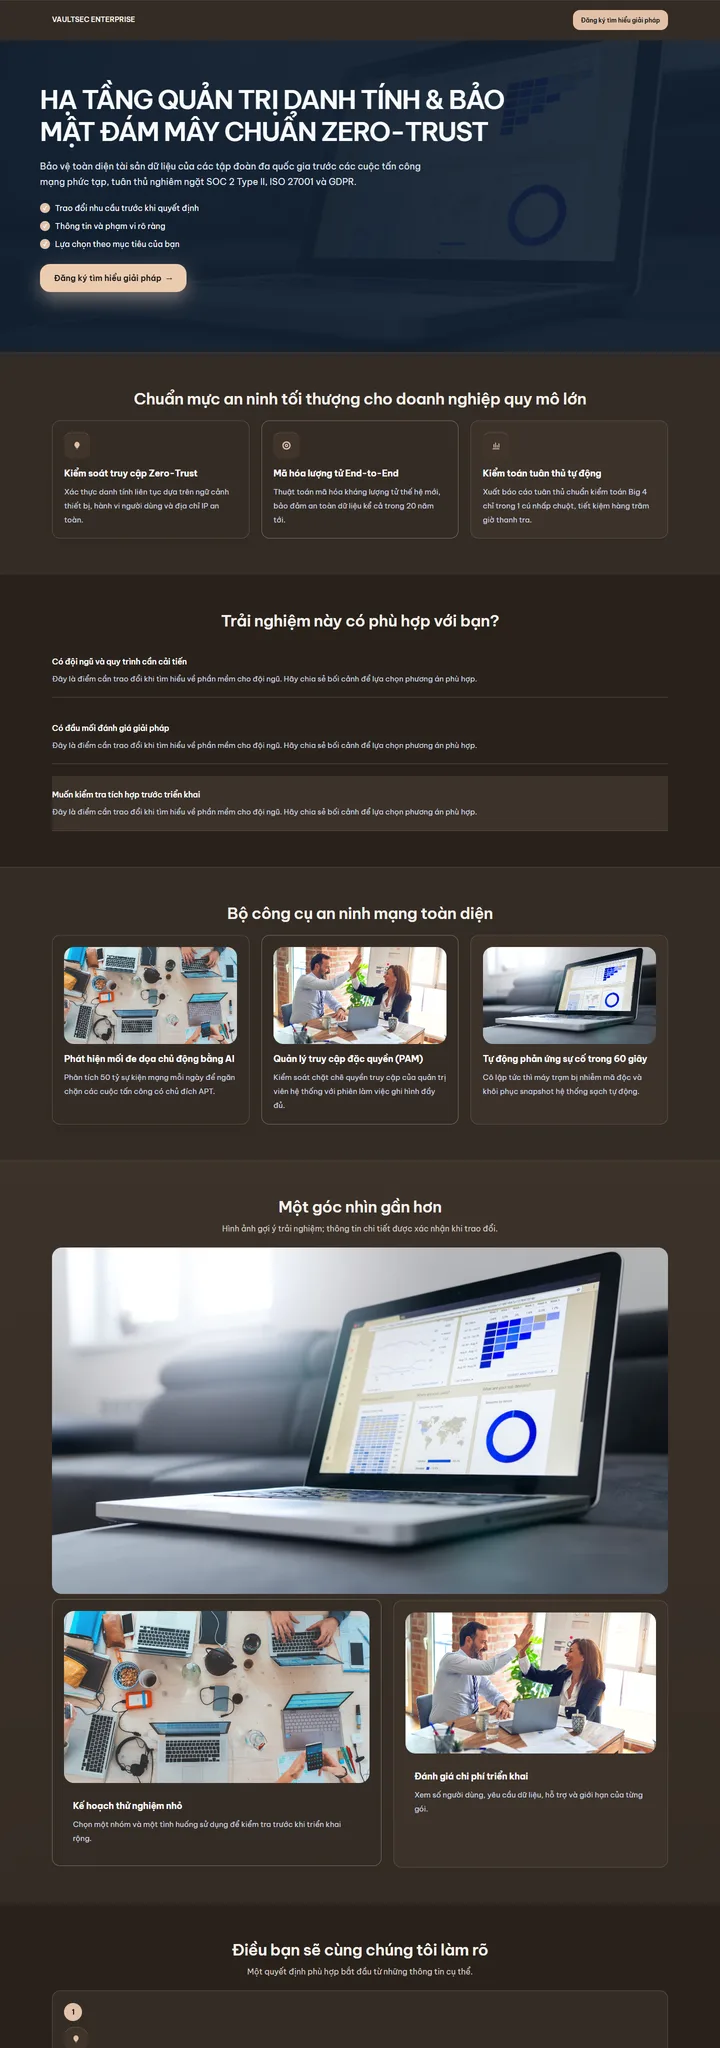 VAULTSEC ENTERPRISE
Đăng ký tìm hiểu giải pháp
HẠ TẦNG QUẢN TRỊ DANH TÍNH & BẢO
MẬT ĐÁM MÂY CHUẨN ZERO-TRUST
Bảo vệ toàn diện tài sản dữ liệu của các tập đoàn đa quốc gia trước các cuộc tấn công
mạng phức tạp, tuân thủ nghiêm ngặt SOC 2 Type II, ISO 27001 và GDPR.
Trao đổi nhu cầu trước khi quyết định
Thông tin và phạm vi rõ ràng
Lựa chọn theo mục tiêu của bạn
Đăng ký tìm hiểu giải pháp →
Chuẩn mực an ninh tối thượng cho doanh nghiệp quy mô lớn
Kiểm soát truy cập Zero-Trust
Xác thực danh tính liên tục dựa trên ngữ cảnh
thiết bị, hành vi người dùng và địa chỉ IP an
toàn.
Mã hóa lượng tử End-to-End
Thuật toán mã hóa kháng lượng tử thế hệ mới,
bảo đảm an toàn dữ liệu kể cả trong 20 năm
tới.
Kiểm toán tuân thủ tự động
Xuất báo cáo tuân thủ chuẩn kiểm toán Big 4
chỉ trong 1 cú nhấp chuột, tiết kiệm hàng trăm
giờ thanh tra.
Trải nghiệm này có phù hợp với bạn?
Có đội ngũ và quy trình cần cải tiến
Đây là điểm cần trao đổi khi tìm hiểu về phần mềm cho đội ngũ. Hãy chia sẻ bối cảnh để lựa chọn phương án phù hợp.
Có đầu mối đánh giá giải pháp
Đây là điểm cần trao đổi khi tìm hiểu về phần mềm cho đội ngũ. Hãy chia sẻ bối cảnh để lựa chọn phương án phù hợp.
Muốn kiểm tra tích hợp trước triển khai
Đây là điểm cần trao đổi khi tìm hiểu về phần mềm cho đội ngũ. Hãy chia sẻ bối cảnh để lựa chọn phương án phù hợp.
Bộ công cụ an ninh mạng toàn diện
Phát hiện mối đe dọa chủ động bằng AI
Phân tích 50 tỷ sự kiện mạng mỗi ngày để ngăn
chặn các cuộc tấn công có chủ đích APT.
Quản lý truy cập đặc quyền (PAM)
Kiểm soát chặt chẽ quyền truy cập của quản trị
viên hệ thống với phiên làm việc ghi hình đầy
đủ.
Tự động phản ứng sự cố trong 60 giây
Cô lập tức thì máy trạm bị nhiễm mã độc và
khôi phục snapshot hệ thống sạch tự động.
Một góc nhìn gần hơn
Hình ảnh gợi ý trải nghiệm; thông tin chi tiết được xác nhận khi trao đổi.
Kế hoạch thử nghiệm nhỏ
Chọn một nhóm và một tình huống sử dụng để kiểm tra trước khi triển khai
rộng.
Đánh giá chi phí triển khai
Xem số người dùng, yêu cầu dữ liệu, hỗ trợ và giới hạn của từng
gói.
Điều bạn sẽ cùng chúng tôi làm rõ
Một quyết định phù hợp bắt đầu từ những thông tin cụ thể.
1